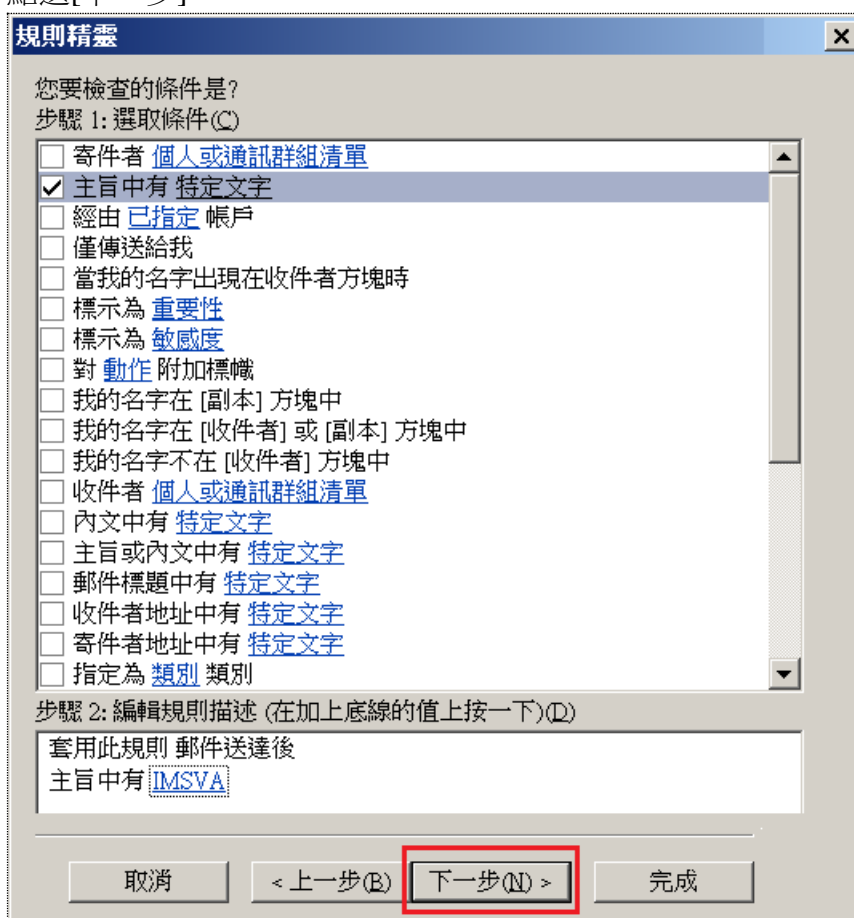 點選[下一步]
規則精靈
您要檢查的條件是?
步驟 1: 選取條件(C)
寄件者 個人或通訊群組清單
主旨中有 特定文字
經由 已指定 帳戶
僅傳送給我
當我的名字出現在收件者方塊時
標示為 重要性
標示為 敏感度
對 動作 附加標幟
我的名字在 [副本] 方塊中
我的名字在 [收件者] 或 [副本] 方塊中
我的名字不在 [收件者] 方塊中
收件者 個人或通訊群組清單
內文中有 特定文字
主旨或內文中有 特定文字
郵件標題中有 特定文字
收件者地址中有 特定文字
寄件者地址中有 特定文字
指定為 類別 類別
步驟 2: 編輯規則描述 (在加上底線的值上按一下)(D)
套用此規則 郵件送達後
主旨中有 IMSVA
取消 < 上一步(B) 下一步(N) > 完成